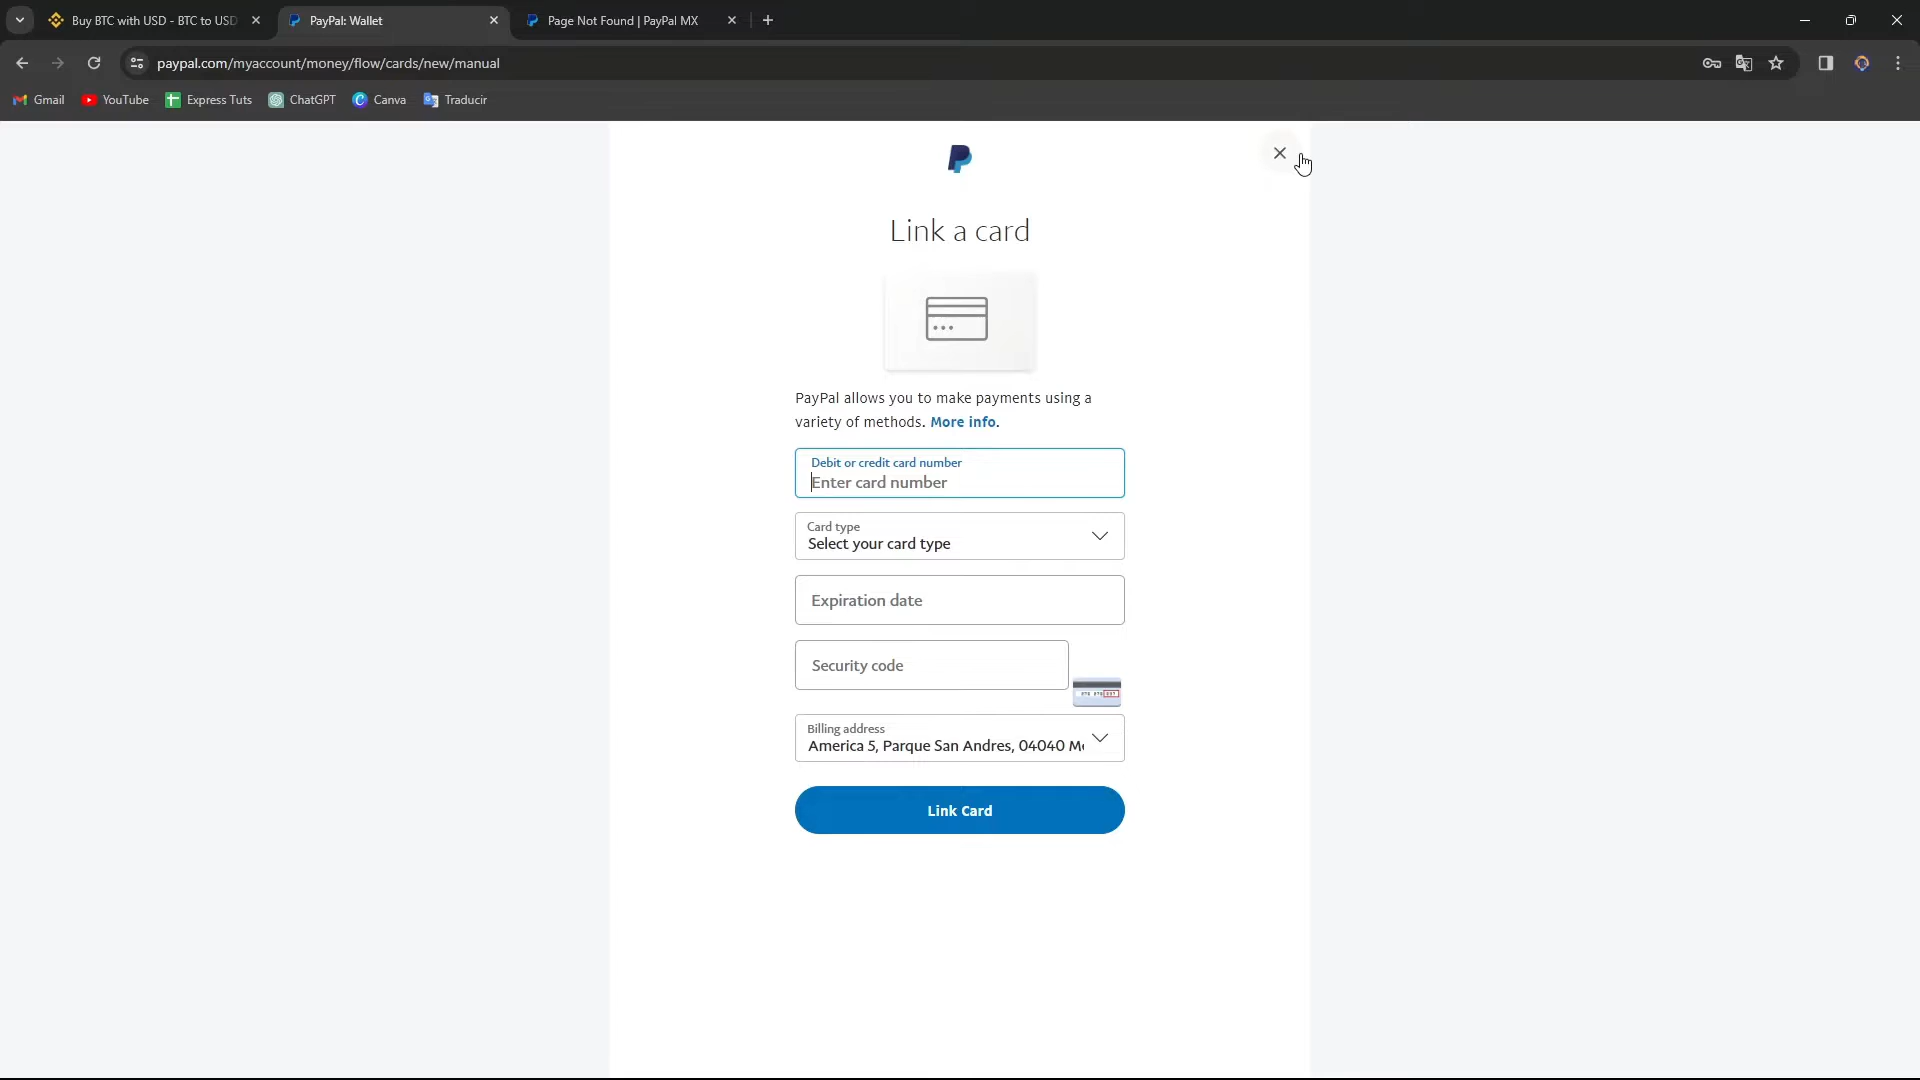 Buy BTC with USD - BTC to USD
PayPal: Wallet
Page Not Found | PayPal MX
paypal.com/myaccount/money/flow/cards/new/manual
Gmail
YouTube
Express Tuts
ChatGPT
Canva
Traducir
Link a card
PayPal allows you to make payments using a
variety of methods. More info.
Debit or credit card number
Enter card number
Card type
Select your card type
Expiration date
Security code
Billing address
America 5, Parque San Andres, 04040 M
Link Card